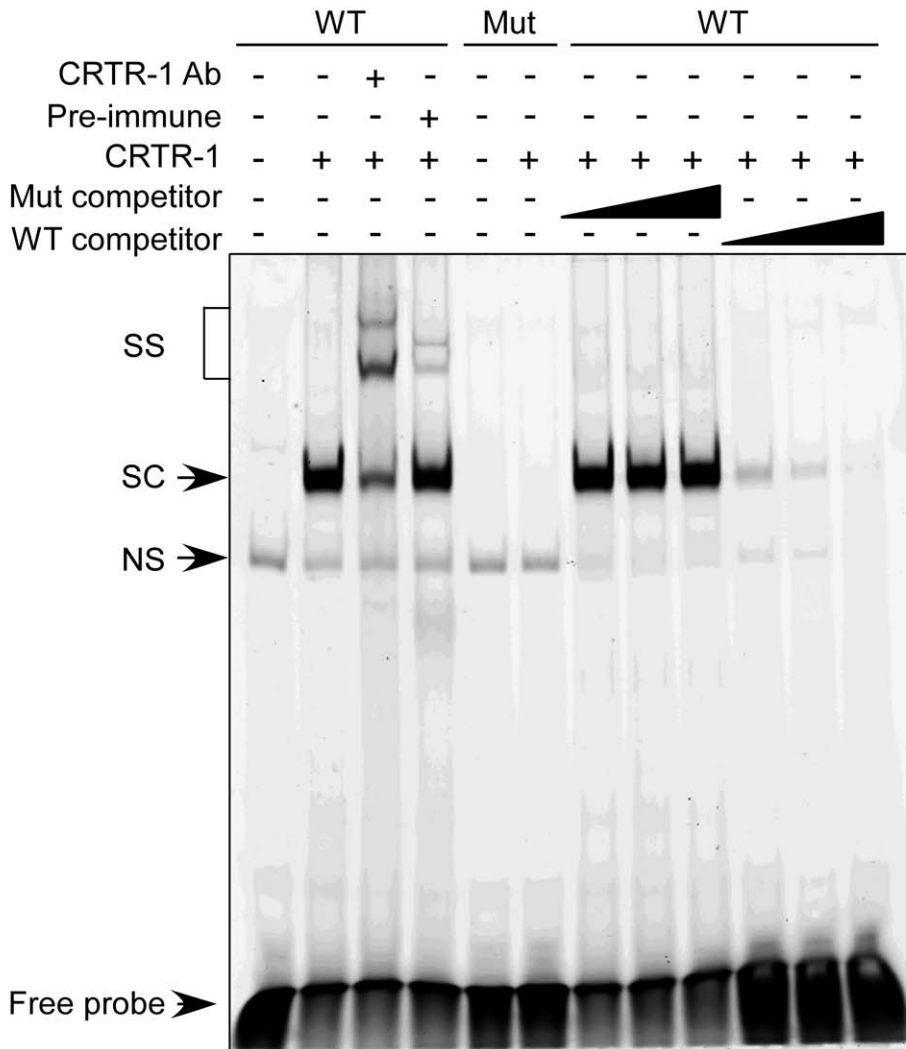 WT Mut WT
CRTR-1 Ab - - + - - - - - - - - -
Pre-immune - - - + - - - - - - - -
CRTR-1 - + + + - + + + + + + +
Mut competitor - - - - - - - - -
WT competitor - - - - - - - - -
SS
SC
NS
Free probe